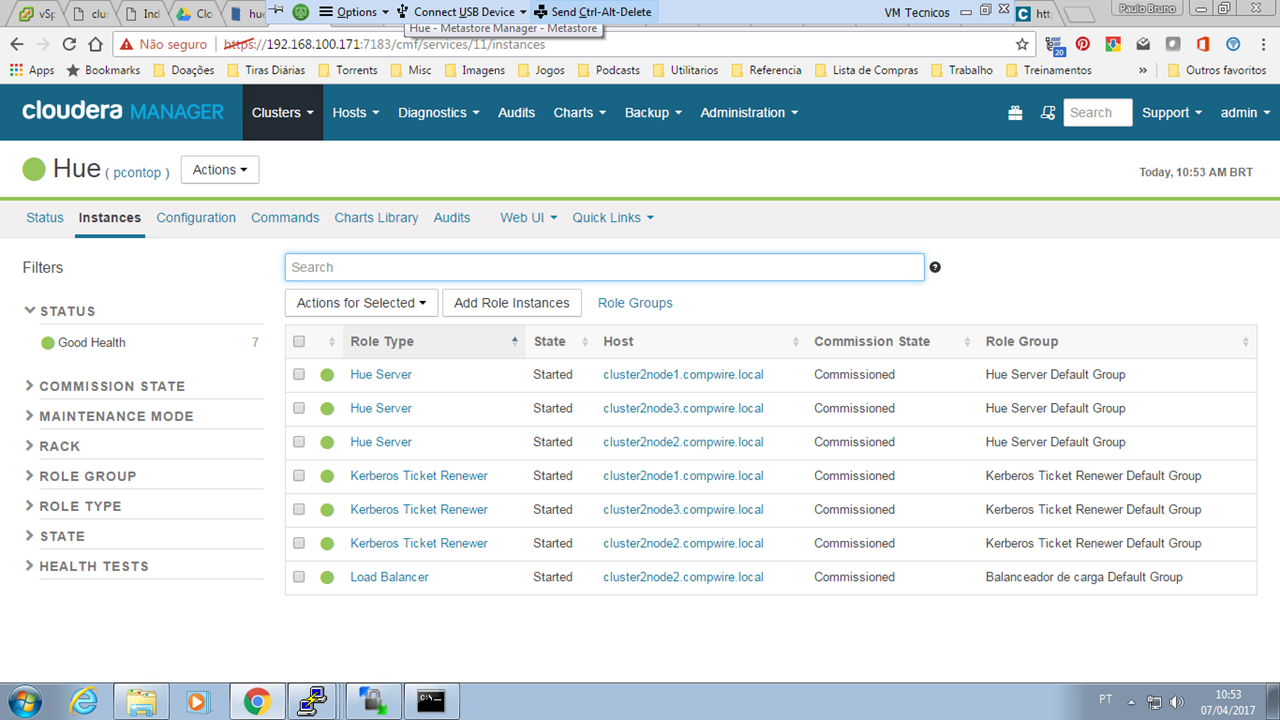 vSp
clus
Ind
Clo
hue
Options
Connect USB Device
Send Ctrl-Alt-Delete
VM Tecnicos
Paulo Bruno
Hue - Metastore Manager - Metastore
Não seguro
https://192.168.100.171:7183/cmf/services/11/instances
20
Apps
Bookmarks
Doações
Tiras Diárias
Torrents
Misc
Imagens
Jogos
Podcasts
Utilitarios
Referencia
Lista de Compras
Trabalho
Treinamentos
»
Outros favoritos
cloudera MANAGER
Clusters
Hosts
Diagnostics
Audits
Charts
Backup
Administration
Search
Support
admin
Hue ( pcontop )
Actions
Today, 10:53 AM BRT
Status
Instances
Configuration
Commands
Charts Library
Audits
Web UI
Quick Links
Filters
Search
?
STATUS
Good Health 7
COMMISSION STATE
MAINTENANCE MODE
RACK
ROLE GROUP
ROLE TYPE
STATE
HEALTH TESTS
Actions for Selected
Add Role Instances
Role Groups
Role Type State Host Commission State Role Group
Hue Server Started cluster2node1.compwire.local Commissioned Hue Server Default Group
Hue Server Started cluster2node3.compwire.local Commissioned Hue Server Default Group
Hue Server Started cluster2node2.compwire.local Commissioned Hue Server Default Group
Kerberos Ticket Renewer Started cluster2node1.compwire.local Commissioned Kerberos Ticket Renewer Default Group
Kerberos Ticket Renewer Started cluster2node3.compwire.local Commissioned Kerberos Ticket Renewer Default Group
Kerberos Ticket Renewer Started cluster2node2.compwire.local Commissioned Kerberos Ticket Renewer Default Group
Load Balancer Started cluster2node2.compwire.local Commissioned Balanceador de carga Default Group
PT
10:53
07/04/2017